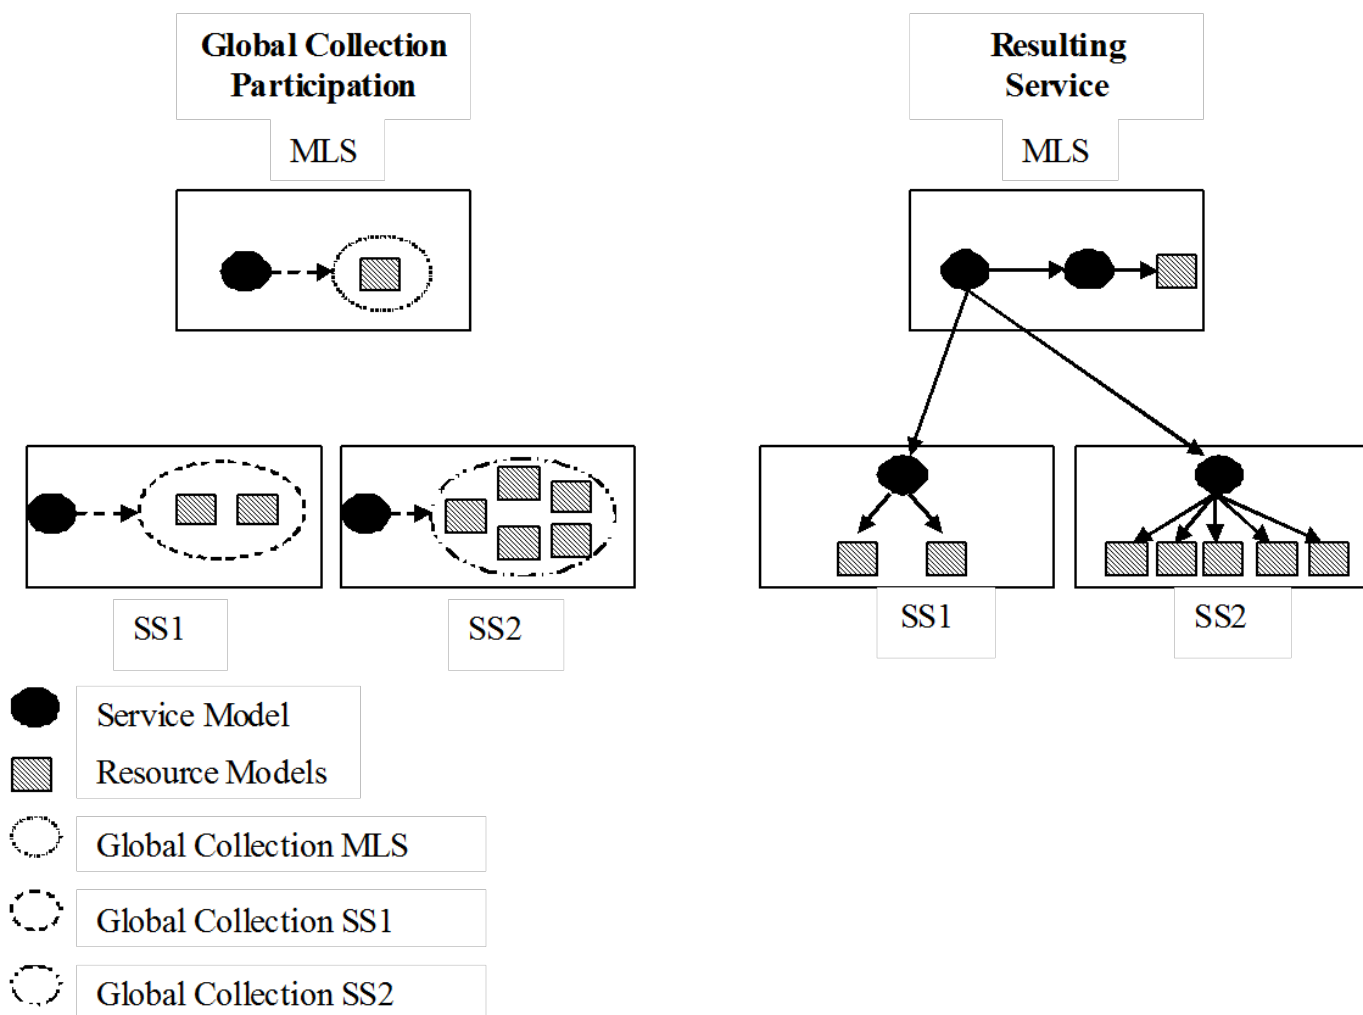 Global Collection
Participation
MLS
Resulting
Service
MLS
SS1
SS2
SS1
SS2
Service Model
Resource Models
Global Collection MLS
Global Collection SS1
Global Collection SS2